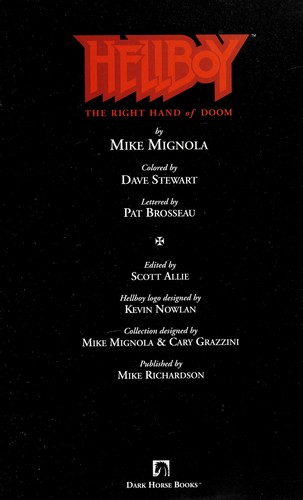 HELLBOY™
THE RIGHT HAND of DOOM
by
MIKE MIGNOLA
Colored by
DAVE STEWART
Lettered by
PAT BROSSEAU
Edited by
SCOTT ALLIE
Hellboy logo designed by
KEVIN NOWLAN
Collection designed by
MIKE MIGNOLA & CARY GRAZZINI
Published by
MIKE RICHARDSON
DARK HORSE BOOKS™